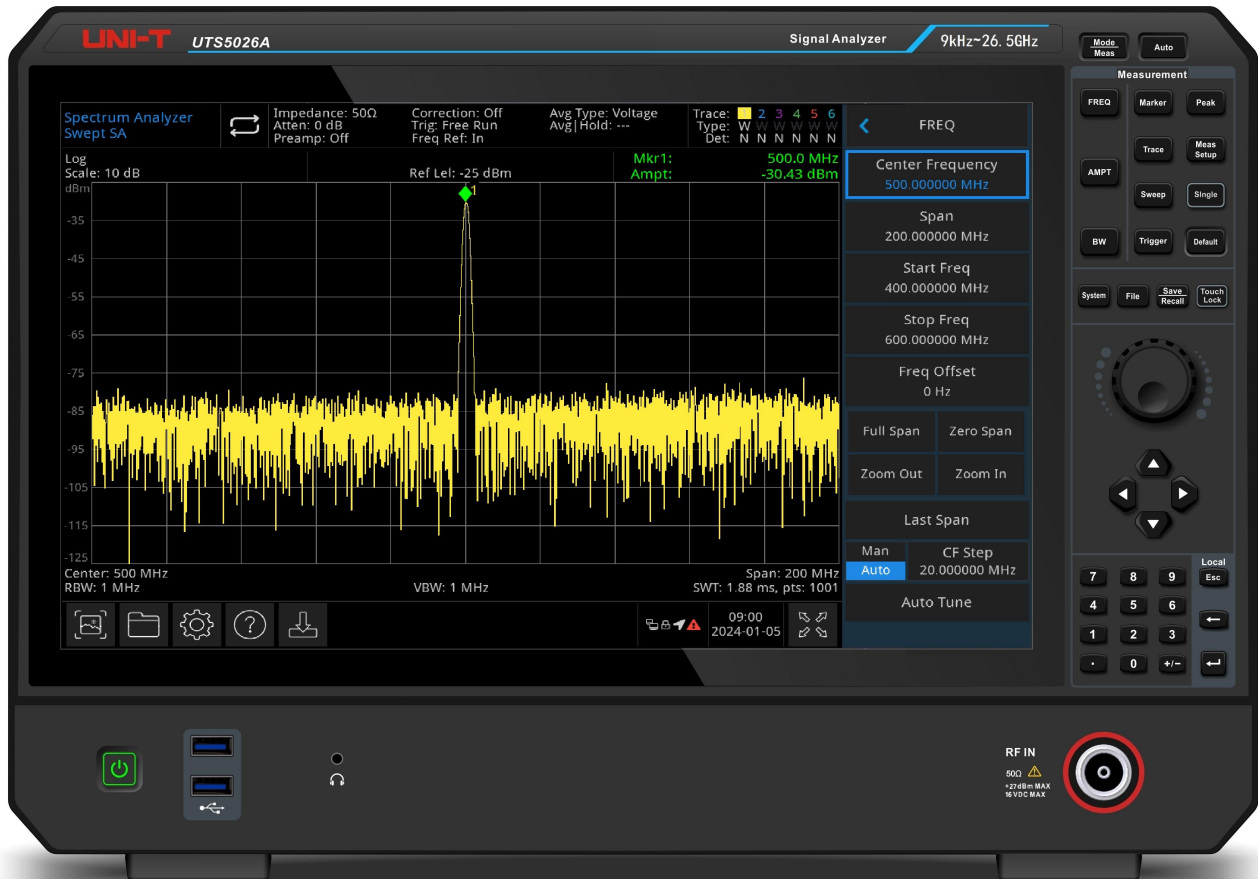 UNI-T UTS5026A
Signal Analyzer 9kHz~26.5GHz
Mode
Meas
Auto
Spectrum Analyzer
Swept SA
Impedance: 50Ω
Atten: 0 dB
Preamp: Off
Correction: Off
Trig: Free Run
Freq Ref: In
Avg Type: Voltage
Avg|Hold: ---
Trace: 2 3 4 5 6
Type: W W W W W W
Det: N N N N N N
Log
Scale: 10 dB
Ref Lel: -25 dBm
Mkr1: 500.0 MHz
Ampt: -30.43 dBm
dBm
1
-35
-45
-55
-65
-75
-85
-95
-105
-115
-125
Center: 500 MHz
RBW: 1 MHz
VBW: 1 MHz
Span: 200 MHz
SWT: 1.88 ms, pts: 1001
09:00
2024-01-05
FREQ
Center Frequency
500.000000 MHz
Span
200.000000 MHz
Start Freq
400.000000 MHz
Stop Freq
600.000000 MHz
Freq Offset
0 Hz
Full Span Zero Span
Zoom Out Zoom In
Last Span
Man
Auto
CF Step
20.000000 MHz
Auto Tune
Measurement
FREQ Marker Peak
Trace Meas
Setup
AMPT
Sweep Single
BW Trigger Default
System File Save
Recall
Touch
Lock
Local
7 8 9 Esc
4 5 6
1 2 3
. 0 +/-
RF IN
50Ω
+27dBm MAX
16VDC MAX